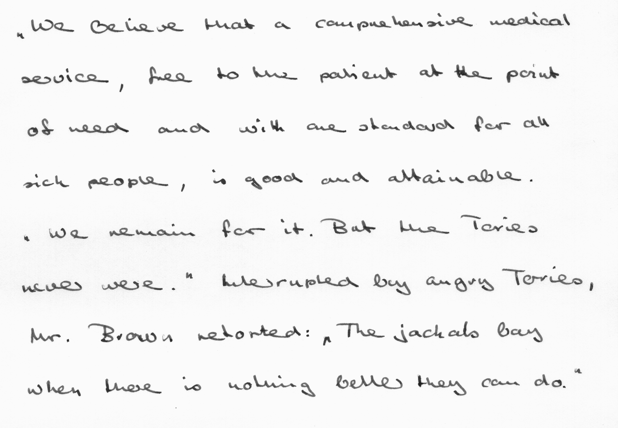 „We believe that a comprehensive medical
service, free to the patient at the point
of need and with one standard for all
sick people, is good and attainable.
„ We remain for it. But the Tories
never were." Interrupted by angry Tories,
Mr. Brown retorted: „The jackals bay
when there is nothing better they can do."